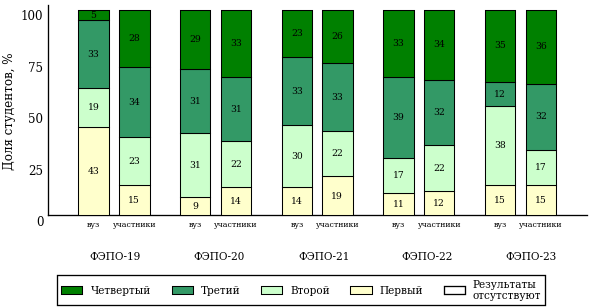 Доля студентов, %
100
75
50
25
0
5 28 29 33 23 26 33 34 35 36
33 34 31 31 33 33 39 32 12 32
19 23 31 22 30 22 17 22 38 17
43 15 9 14 14 19 11 12 15 15
вуз участники вуз участники вуз участники вуз участники вуз участники
ФЭПО-19 ФЭПО-20 ФЭПО-21 ФЭПО-22 ФЭПО-23
Четвертый Третий Второй Первый Результаты
отсутствуют